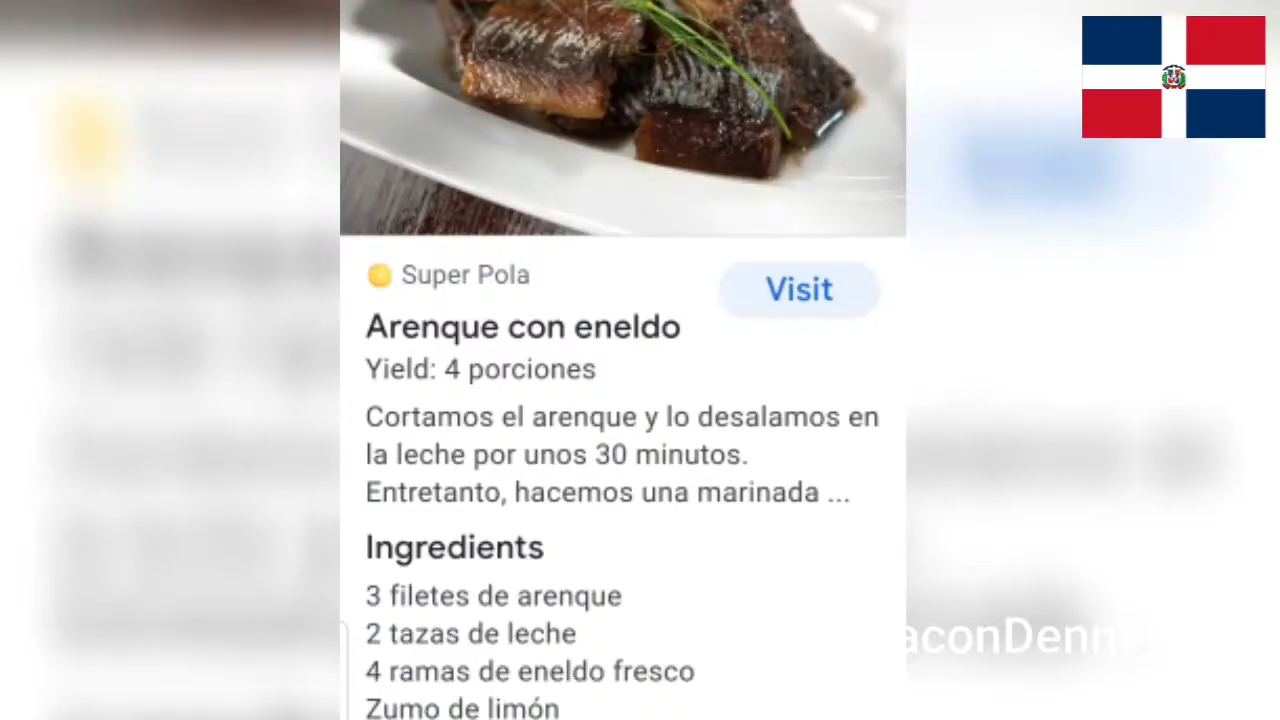 Super Pola
Visit
Arenque con eneldo
Yield: 4 porciones
Cortamos el arenque y lo desalamos en
la leche por unos 30 minutos.
Entretanto, hacemos una marinada ...
Ingredients
3 filetes de arenque
2 tazas de leche
4 ramas de eneldo fresco
Zumo de limón